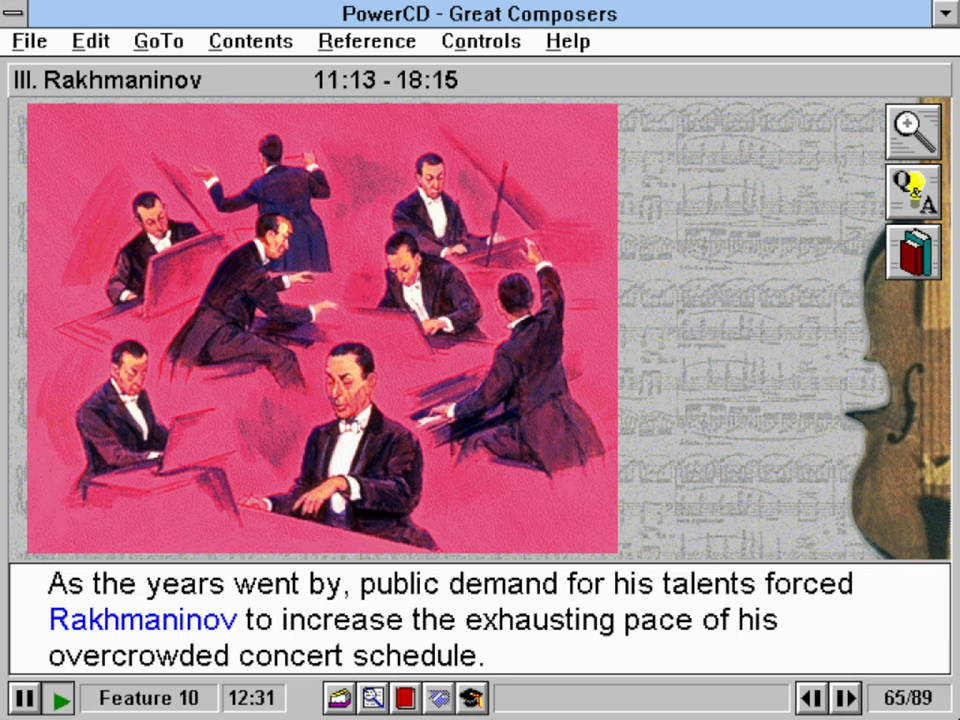 PowerCD - Great Composers
File Edit GoTo Contents Reference Controls Help
III. Rakhmaninov 11:13 - 18:15
Q & A
As the years went by, public demand for his talents forced
Rakhmaninov to increase the exhausting pace of his
overcrowded concert schedule.
Feature 10 12:31 65/89